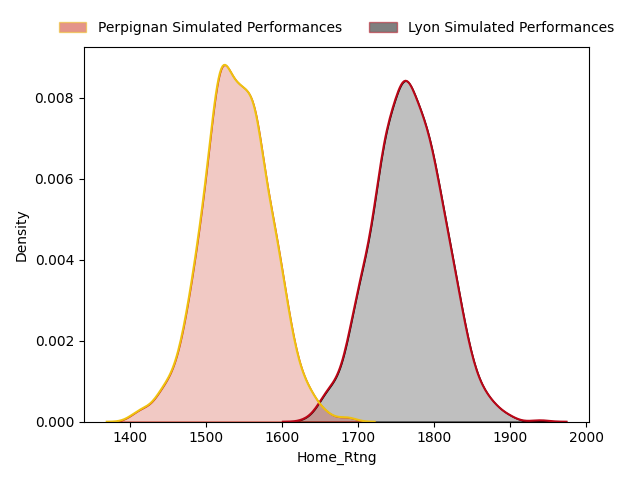 Perpignan Simulated Performances Lyon Simulated Performances
0.008
0.006
0.004
0.002
0.000
Density
1400 1500 1600 1700 1800 1900 2000
Home_Rtng